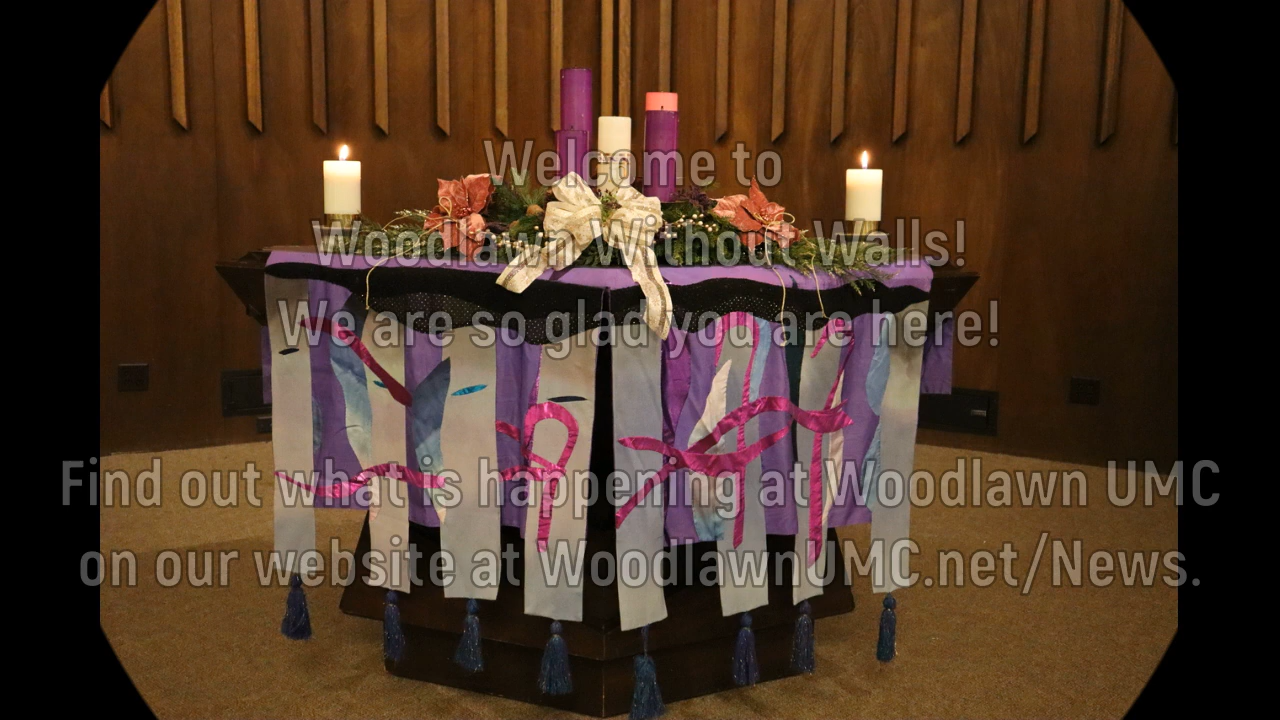 Welcome to
Woodlawn Without Walls!
We are so glad you are here!
Find out what is happening at Woodlawn UMC
on our website at WoodlawnUMC.net/News.